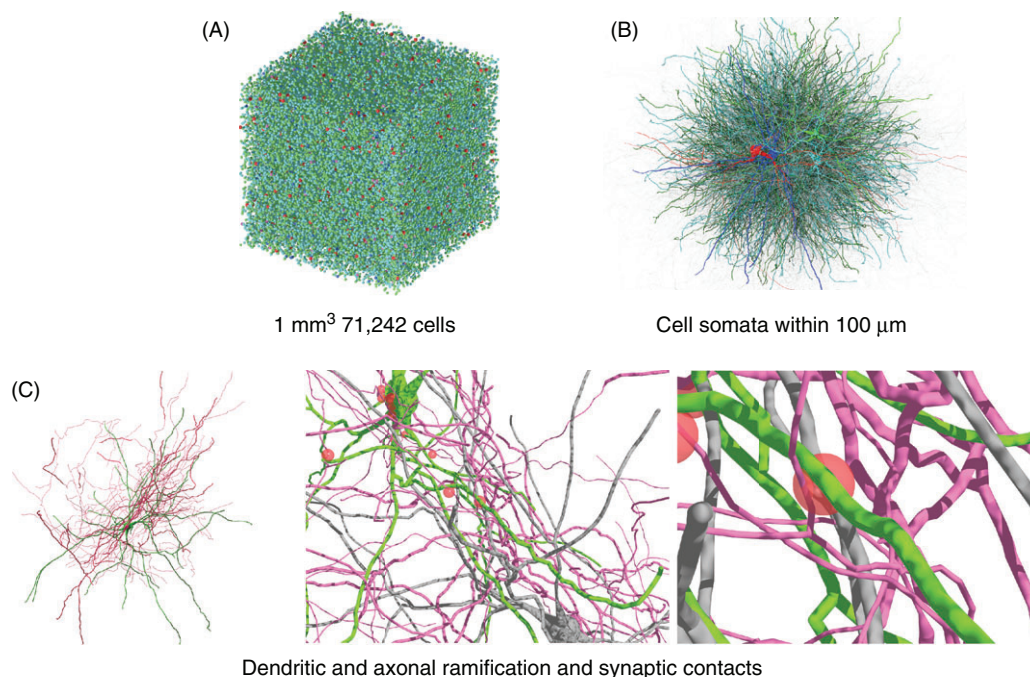 (A)
(B)
1 mm³ 71,242 cells
Cell somata within 100 μm
(C)
Dendritic and axonal ramification and synaptic contacts